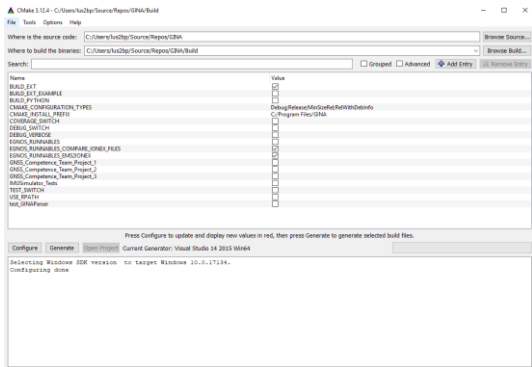 CMake 3.12.4 - C:/Users/lus2bp/Source/Repos/GINA
File Tools Options Help
Where is the source code: C:/Users/lus2bp/Source/Repos/GINA Browse Source...
Where to build the binaries: C:/Users/lus2bp/Source/Repos/GINA/Build Browse Build...
Search: Grouped Advanced Add Entry Remove Entry
Name Value
BUILD_EXT
BUILD_EXT_EXAMPLE
BUILD_PYTHON
CMAKE_CONFIGURATION_TYPES Debug;Release;MinSizeRel;RelWithDebInfo
CMAKE_INSTALL_PREFIX C:/Program Files/GINA
COVERAGE_SWITCH
DEBUG_SWITCH
DEBUG_VERBOSE
EGNOS_RUNNABLES
EGNOS_RUNNABLES_COMPARE_IONEX_FILES
EGNOS_RUNNABLES_EMS2IONEX
GNSS_Competence_Team_Project_1
GNSS_Competence_Team_Project_2
GNSS_Competence_Team_Project_3
IMUSimulator_Tests
TEST_SWITCH
USE_RPATH
test_GINAParser
Press Configure to update and display new values in red, then press Generate to generate selected build files.
Configure Generate Open Project Current Generator: Visual Studio 14 2015 Win64
Selecting Windows SDK version to target Windows 10.0.17134.
Configuring done